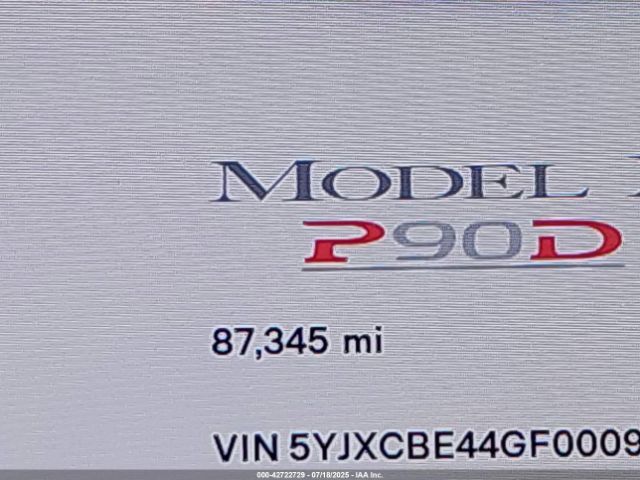 MODEL
P90D
87,345 mi
VIN 5YJXCBE44GF0009
000-42722729 - 07/18/2025 - IAA Inc.